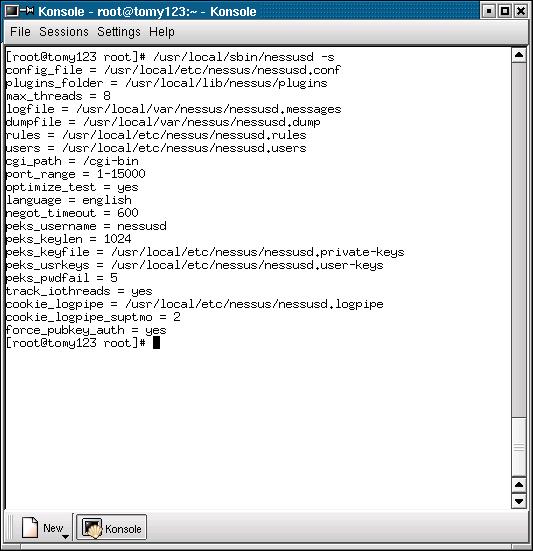 Konsole - root@tomy123:~ - Konsole
File Sessions Settings Help
[root@tomy123 root]# /usr/local/sbin/nessusd -s
config_file = /usr/local/etc/nessus/nessusd.conf
plugins_folder = /usr/local/lib/nessus/plugins
max_threads = 8
logfile = /usr/local/var/nessus/nessusd.messages
dumpfile = /usr/local/var/nessus/nessusd.dump
rules = /usr/local/etc/nessus/nessusd.rules
users = /usr/local/etc/nessus/nessusd.users
cgi_path = /cgi-bin
port_range = 1-15000
optimize_test = yes
language = english
negot_timeout = 600
peks_username = nessusd
peks_keylen = 1024
peks_keyfile = /usr/local/etc/nessus/nessusd.private-keys
peks_usrkeys = /usr/local/etc/nessus/nessusd.user-keys
peks_pwdfail = 5
track_iothreads = yes
cookie_logpipe = /usr/local/etc/nessus/nessusd.logpipe
cookie_logpipe_suptmo = 2
force_pubkey_auth = yes
[root@tomy123 root]#
New
Konsole